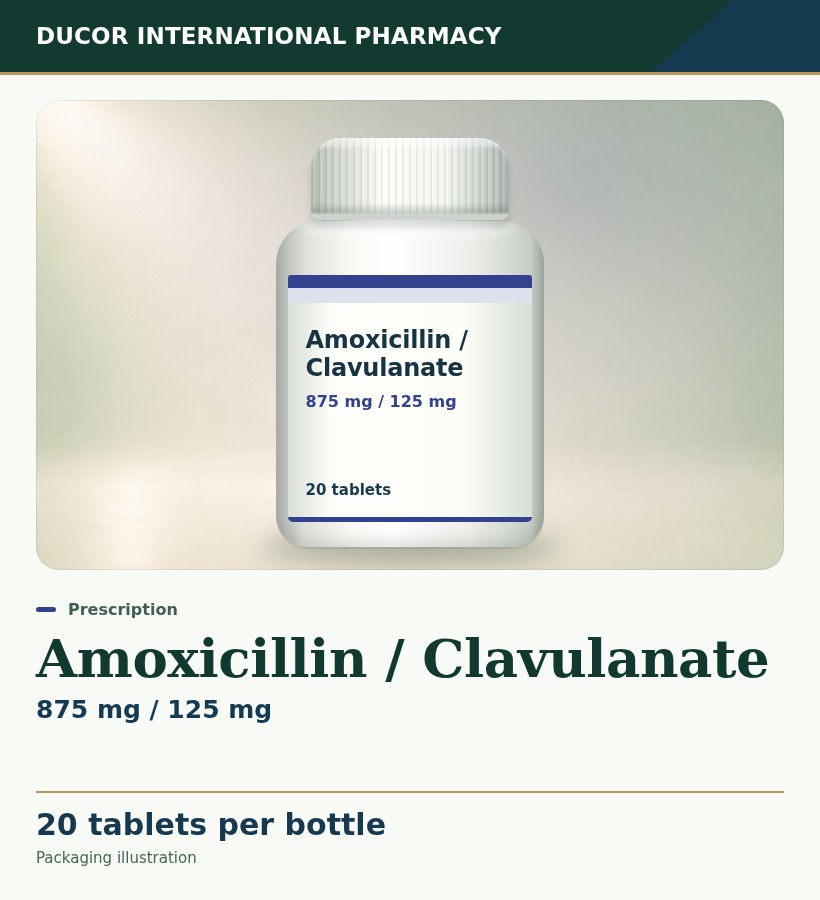 DUCOR INTERNATIONAL PHARMACY
Amoxicillin /
Clavulanate
875 mg / 125 mg
20 tablets
Prescription
Amoxicillin / Clavulanate
875 mg / 125 mg
20 tablets per bottle
Packaging illustration